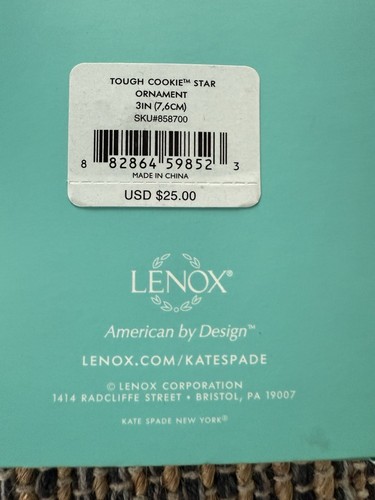 TOUGH COOKIE™ STAR
ORNAMENT
3IN (7,6CM)
SKU#858700
8 82864 59852 3
MADE IN CHINA
USD $25.00
LENOX®
American by Design™
LENOX.COM/KATESPADE
© LENOX CORPORATION
1414 RADCLIFFE STREET • BRISTOL, PA 19007
KATE SPADE NEW YORK®